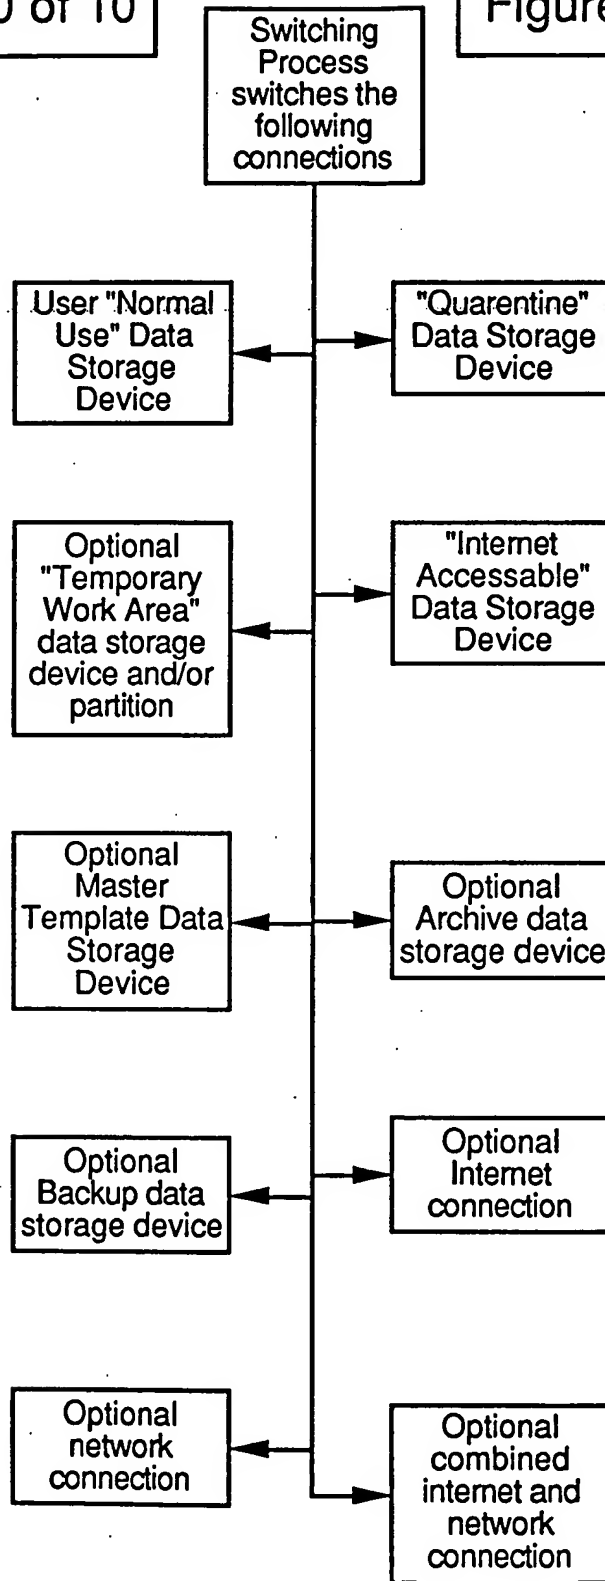 0 of 10
Figure
Switching
Process
switches the
following
connections
User "Normal
Use" Data
Storage
Device
"Quarentine"
Data Storage
Device
Optional
"Temporary
Work Area"
data storage
device and/or
partition
"Internet
Accessable"
Data Storage
Device
Optional
Master
Template Data
Storage
Device
Optional
Archive data
storage device
Optional
Backup data
storage device
Optional
Internet
connection
Optional
network
connection
Optional
combined
internet and
network
connection